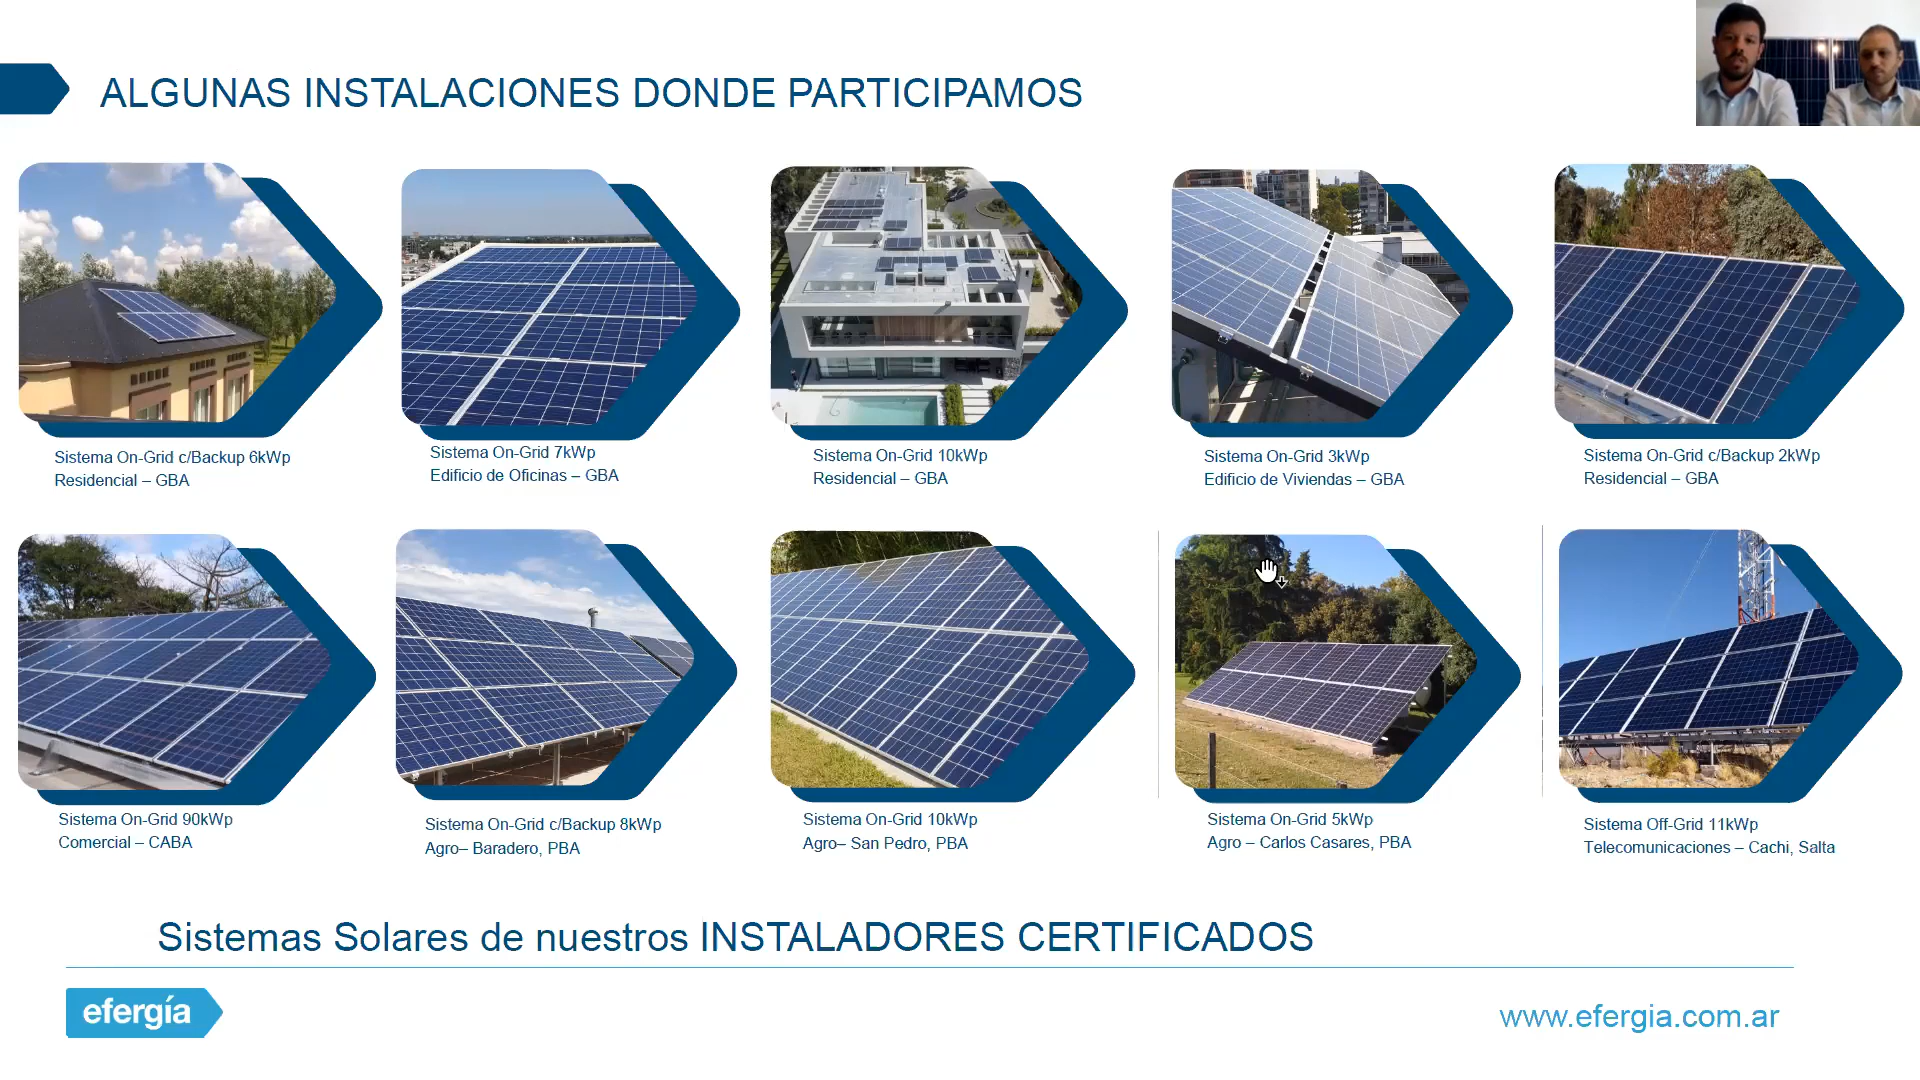 ALGUNAS INSTALACIONES DONDE PARTICIPAMOS
Sistema On-Grid c/Backup 6kWp
Residencial – GBA
Sistema On-Grid 7kWp
Edificio de Oficinas – GBA
Sistema On-Grid 10kWp
Residencial – GBA
Sistema On-Grid 3kWp
Edificio de Viviendas – GBA
Sistema On-Grid c/Backup 2kWp
Residencial – GBA
Sistema On-Grid 90kWp
Comercial – CABA
Sistema On-Grid c/Backup 8kWp
Agro– Baradero, PBA
Sistema On-Grid 10kWp
Agro– San Pedro, PBA
Sistema On-Grid 5kWp
Agro – Carlos Casares, PBA
Sistema Off-Grid 11kWp
Telecomunicaciones – Cachi, Salta
Sistemas Solares de nuestros INSTALADORES CERTIFICADOS
efergía
www.efergia.com.ar